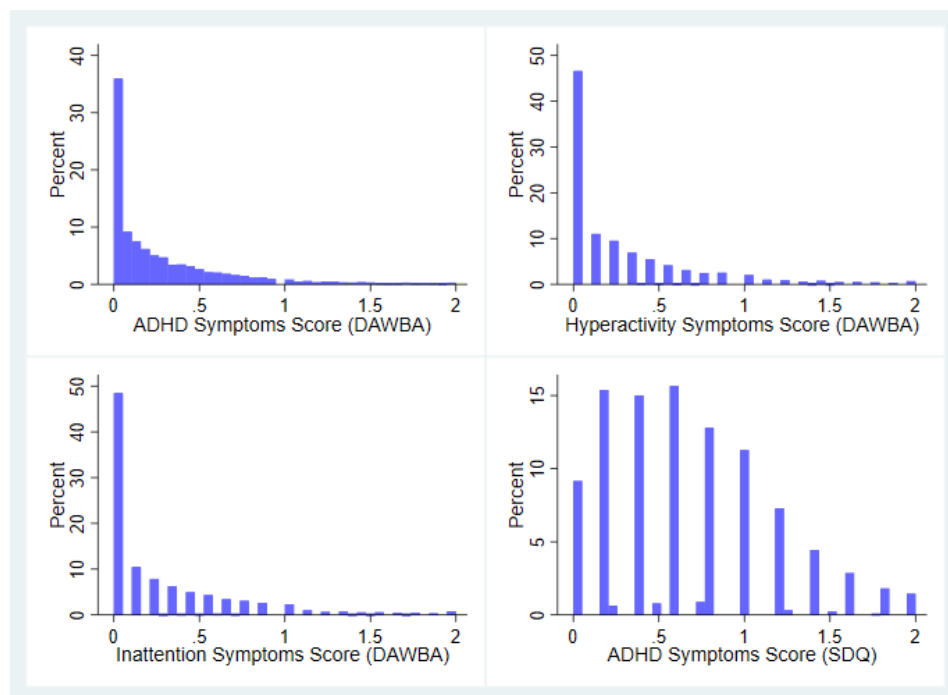 Percent
0 10 20 30 40
0 .5 1 1.5 2
ADHD Symptoms Score (DAWBA)
Percent
0 10 20 30 40 50
0 .5 1 1.5 2
Hyperactivity Symptoms Score (DAWBA)
Percent
0 10 20 30 40 50
0 .5 1 1.5 2
Inattention Symptoms Score (DAWBA)
Percent
0 5 10 15
0 .5 1 1.5 2
ADHD Symptoms Score (SDQ)